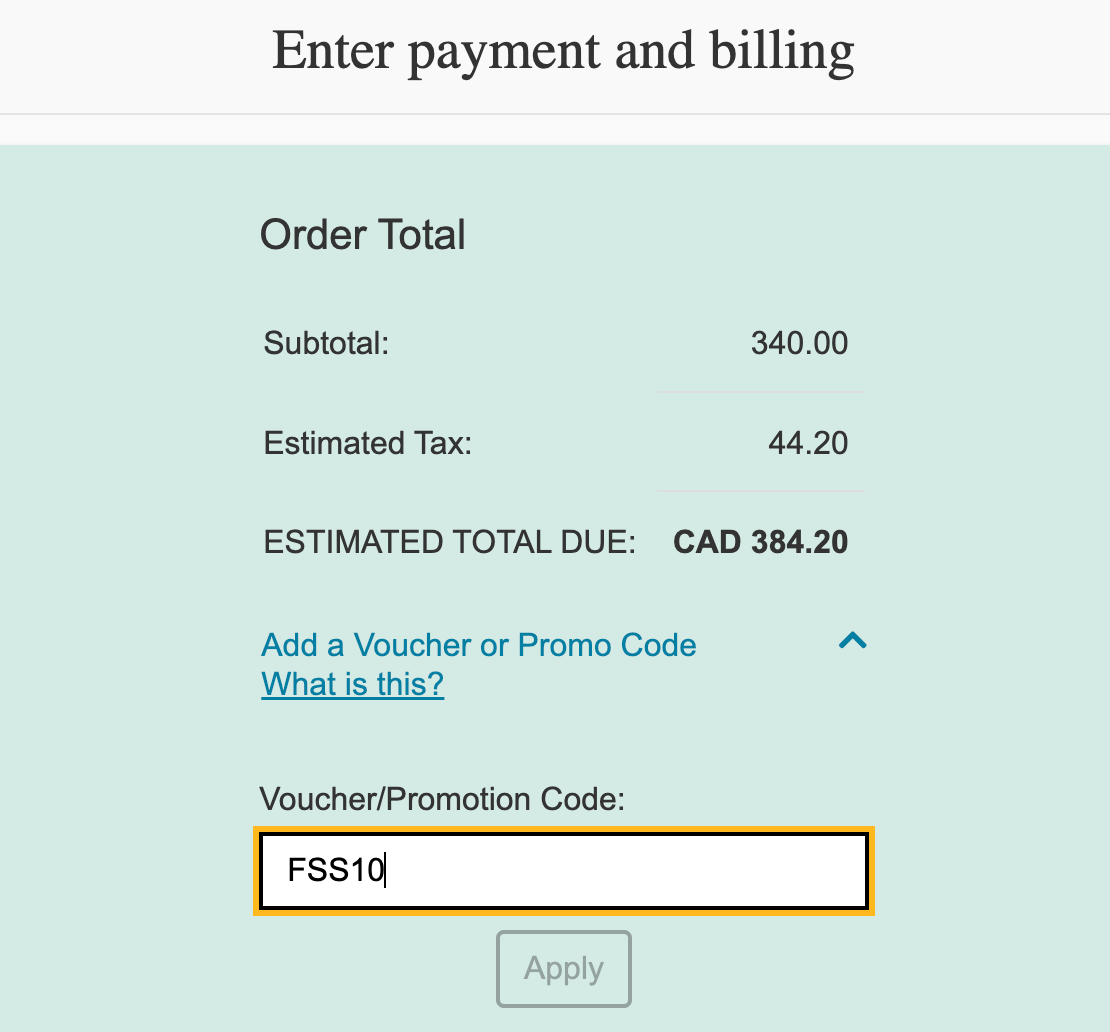 Enter payment and billing
Order Total
Subtotal: 340.00
Estimated Tax: 44.20
ESTIMATED TOTAL DUE: CAD 384.20
Add a Voucher or Promo Code
What is this?
Voucher/Promotion Code:
FSS10
Apply